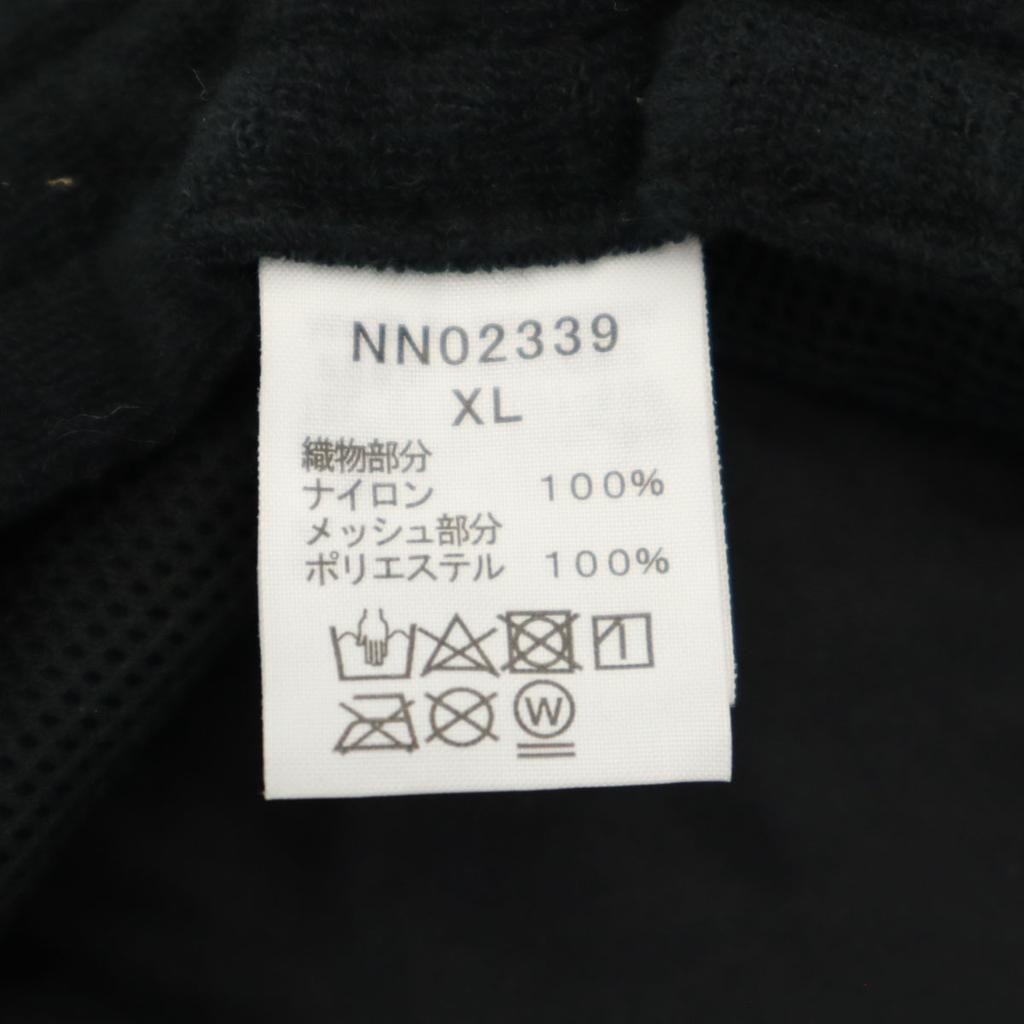 NN02339
XL
織物部分
ナイロン 100%
メッシュ部分
ポリエステル 100%
W